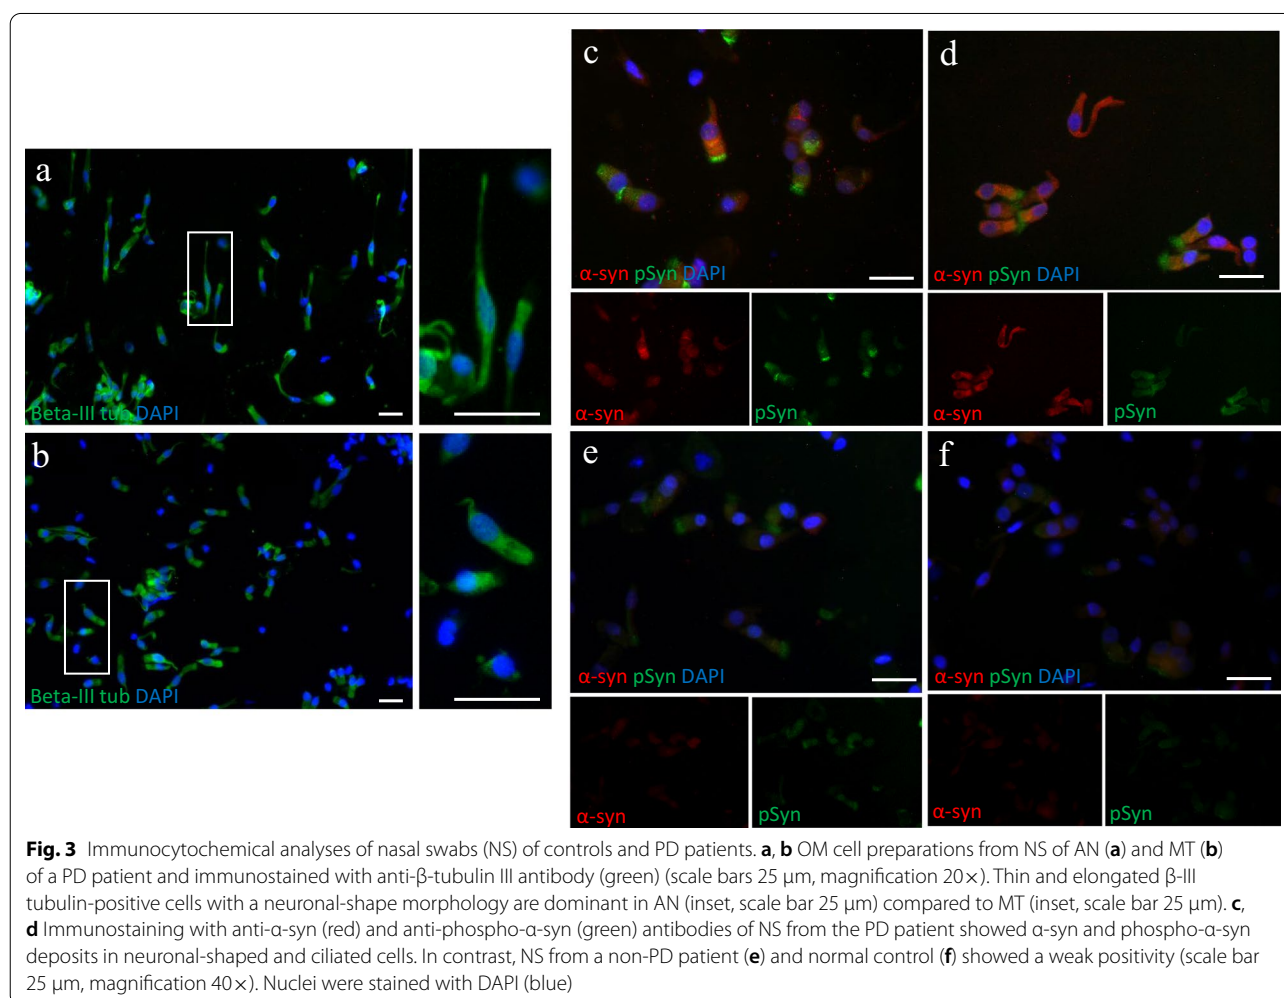 a
Beta-III tub DAPI
b
Beta-III tub DAPI
c
α-syn pSyn DAPI
α-syn
pSyn
d
α-syn pSyn DAPI
α-syn
pSyn
e
α-syn pSyn DAPI
α-syn
pSyn
f
α-syn pSyn DAPI
α-syn
pSyn
Fig. 3 Immunocytochemical analyses of nasal swabs (NS) of controls and PD patients. a, b OM cell preparations from NS of AN (a) and MT (b)
of a PD patient and immunostained with anti-β-tubulin III antibody (green) (scale bars 25 μm, magnification 20×). Thin and elongated β-III
tubulin-positive cells with a neuronal-shape morphology are dominant in AN (inset, scale bar 25 μm) compared to MT (inset, scale bar 25 μm). c,
d Immunostaining with anti-α-syn (red) and anti-phospho-α-syn (green) antibodies of NS from the PD patient showed α-syn and phospho-α-syn
deposits in neuronal-shaped and ciliated cells. In contrast, NS from a non-PD patient (e) and normal control (f) showed a weak positivity (scale bar
25 μm, magnification 40×). Nuclei were stained with DAPI (blue)